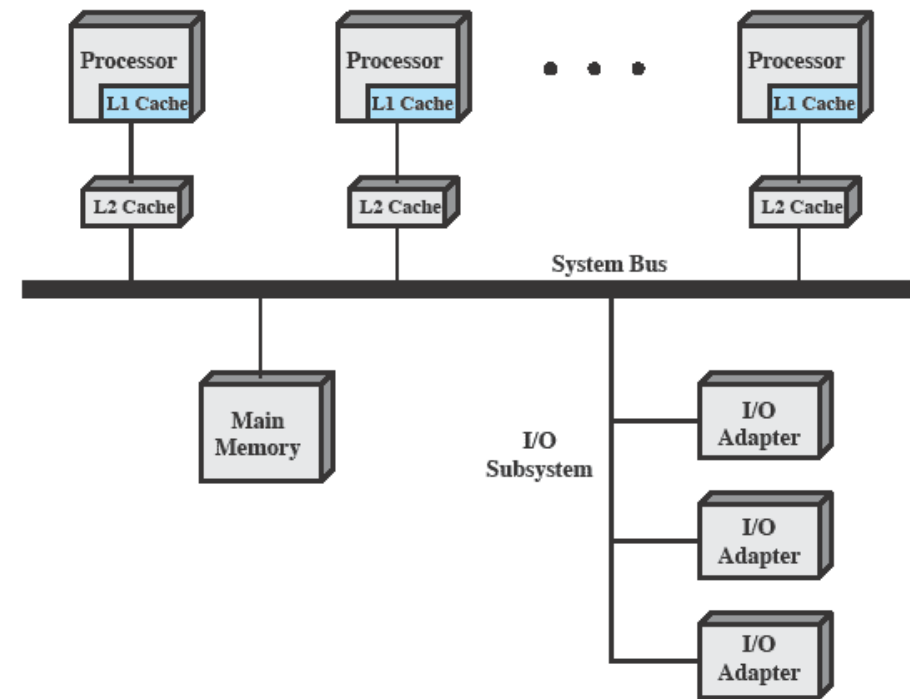 Processor
L1 Cache
Processor
L1 Cache
Processor
L1 Cache
L2 Cache
L2 Cache
L2 Cache
System Bus
Main
Memory
I/O
Subsystem
I/O
Adapter
I/O
Adapter
I/O
Adapter